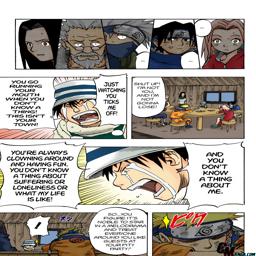 SHUT UP!
I'M NOT
YOU, AND
I'M NOT
GONNA
LOSE!
JUST
WATCHING
YOU
TICKS
ME OFF!
YOU GO
RUNNING
YOUR
MOUTH
WHEN YOU
DON'T
KNOW A
THING!
THIS ISN'T
YOUR
TOWN!
AND
YOU
DON'T
KNOW A
THING
ABOUT
ME.
YOU'RE ALWAYS
CLOWNING AROUND
AND HAVING FUN.
YOU DON'T KNOW
A THING ABOUT
SUFFERING OR
LONELINESS
OR WHAT MY
LIFE
IS LIKE!
SO...YOU
FIGURE IT'S
NOBLE TO STAR
IN A MELODRAMA
AND TREAT
EVERYONE
AROUND YOU LIKE
GUESTS AT
YOUR PITY
PARTY?
!